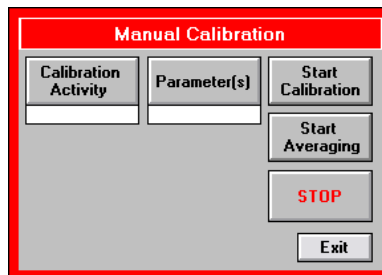 Manual Calibration
Calibration
Activity
Parameter(s)
Start
Calibration
Start
Averaging
STOP
Exit